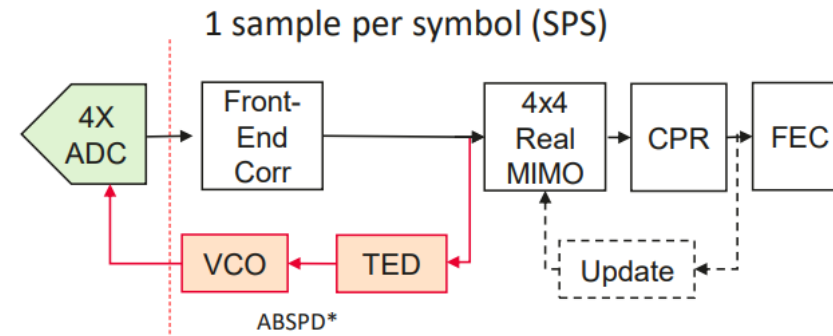 1 sample per symbol (SPS)
4X
ADC
Front-
End
Corr
4x4
Real
MIMO
CPR
FEC
VCO
TED
Update
ABSPD*